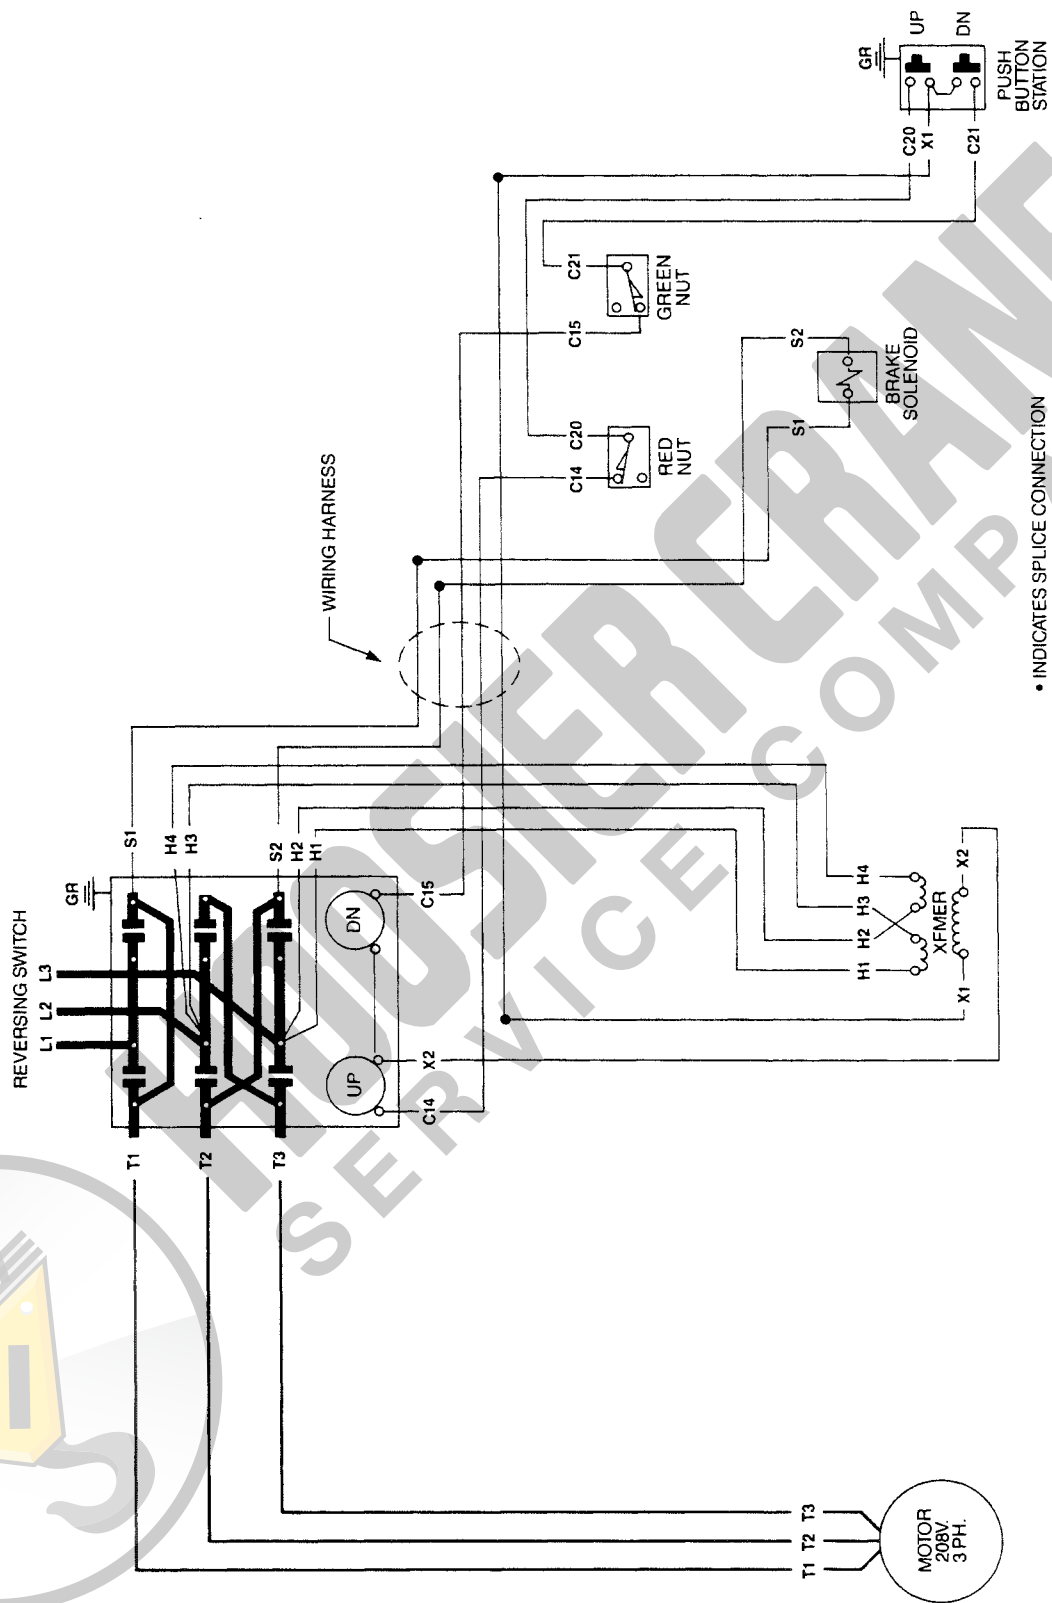 REVERSING SWITCH
L1
L2
L3
GR
S1
H4
H3
S2
H2
H1
T1
T2
T3
UP
DN
C14
X2
C15
WIRING HARNESS
C14
C20
RED
NUT
C15
C21
GREEN
NUT
S1
S2
BRAKE
SOLENOID
GR
UP
DN
C20
X1
C21
PUSH
BUTTON
STATION
H1
H2
H3
H4
XFMER
X1
X2
T1
T2
T3
MOTOR
208V.
3 PH.
• INDICATES SPLICE CONNECTION
HOOSIER CRANE
SERVICE COMP